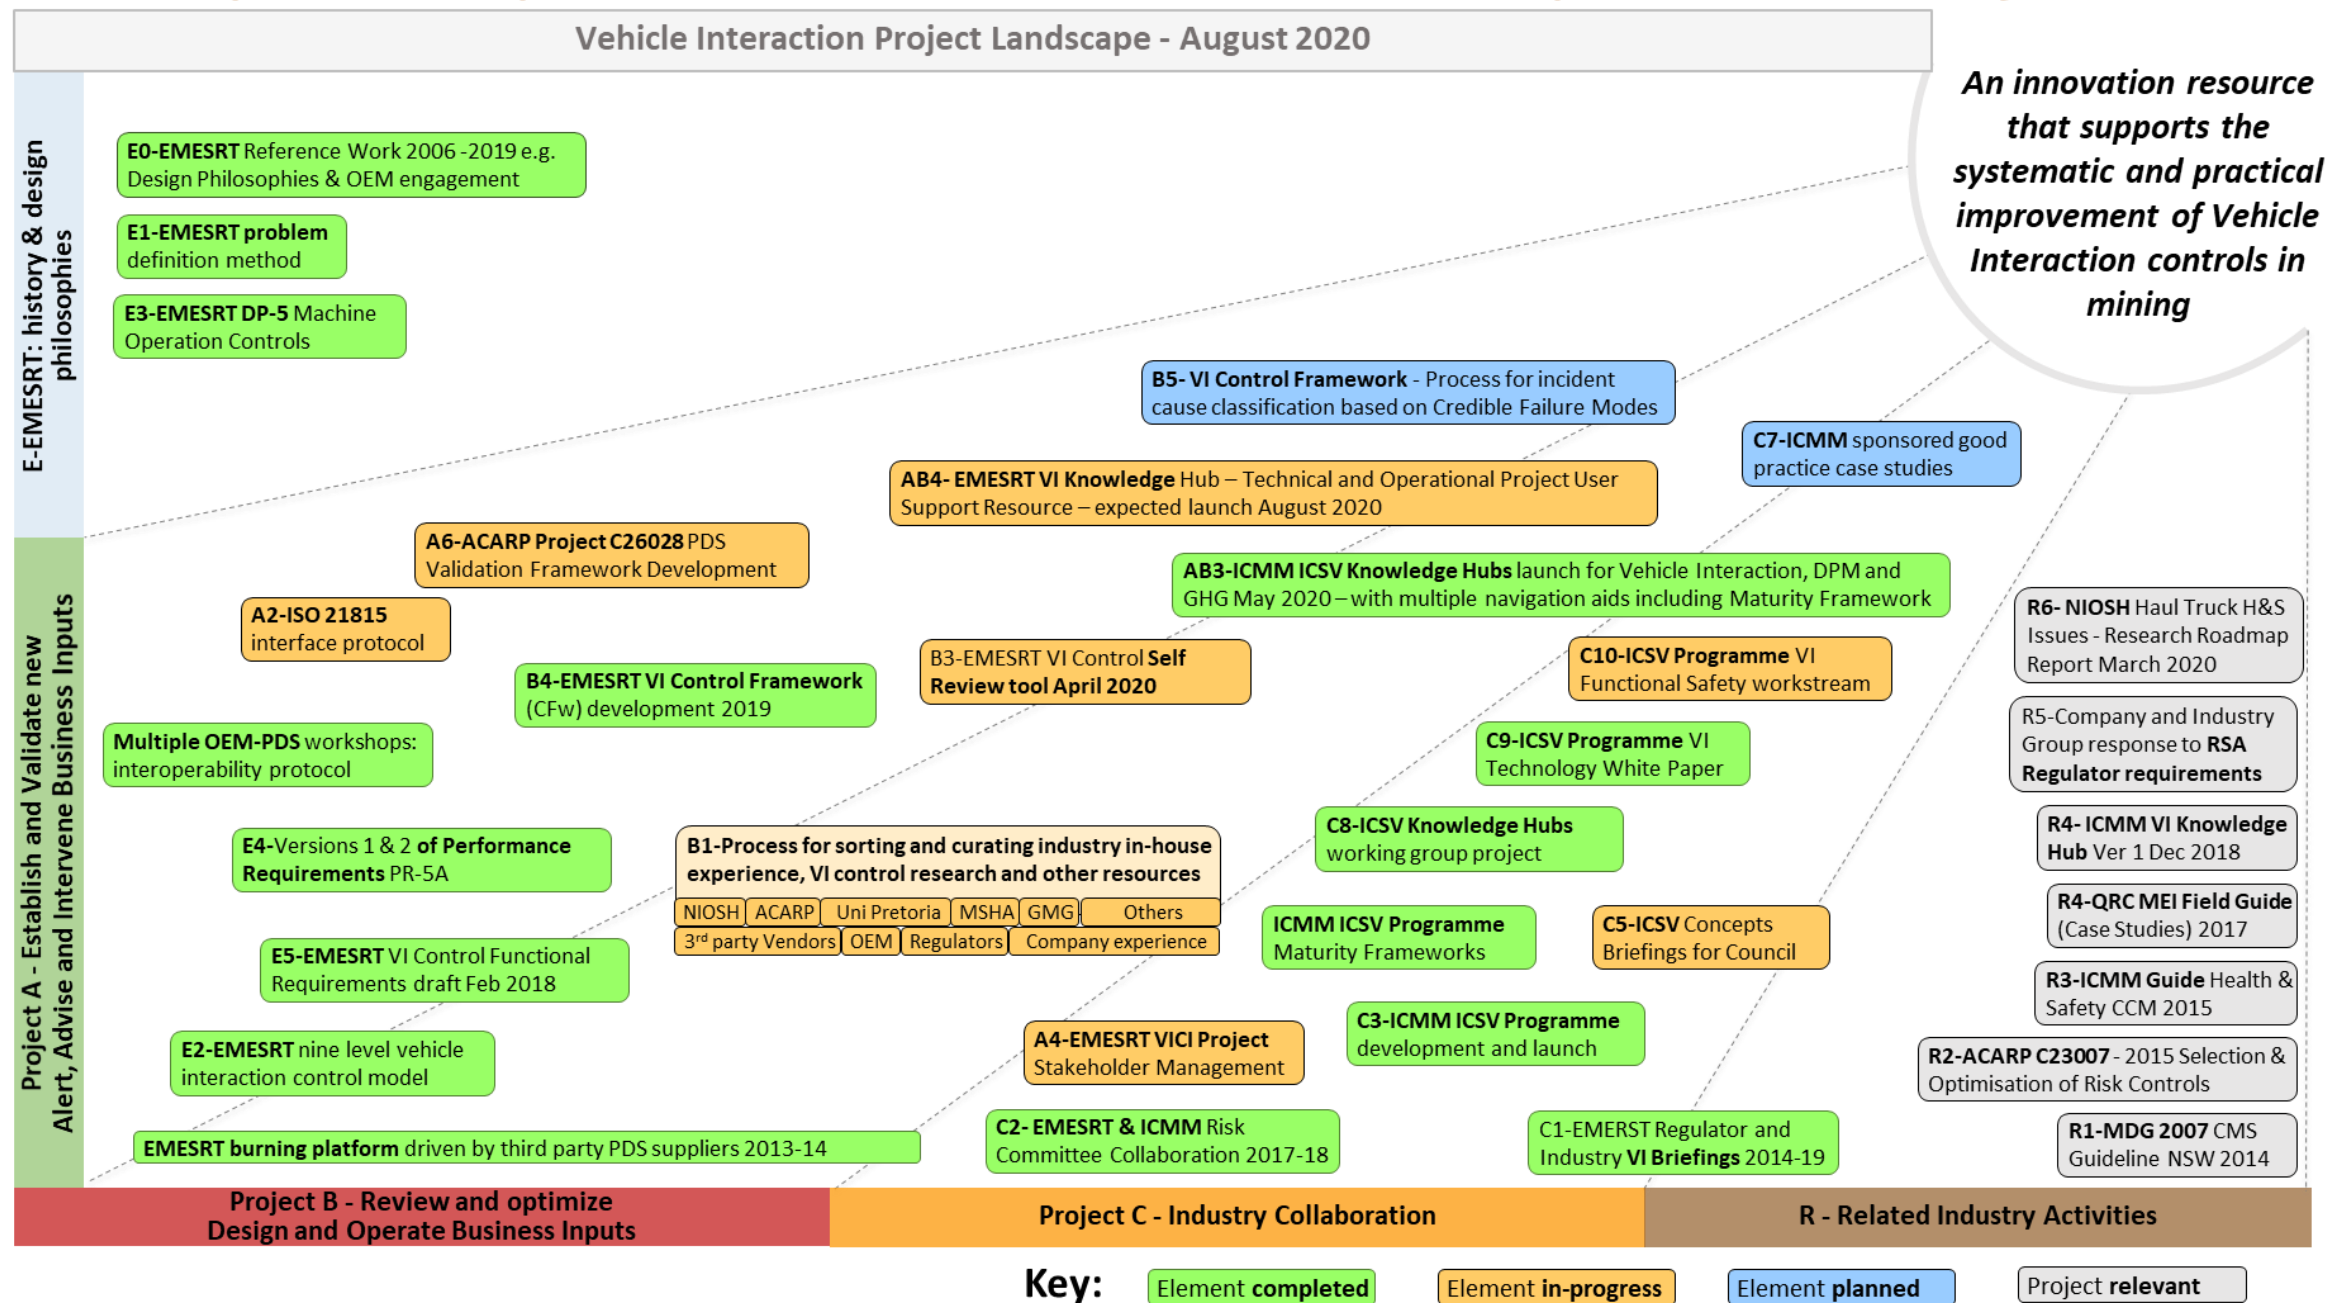 Vehicle Interaction Project Landscape - August 2020
An innovation resource
that supports the
systematic and practical
improvement of Vehicle
Interaction controls in
mining
E-EMESRT: history & design
philosophies
E0-EMESRT Reference Work 2006 -2019 e.g.
Design Philosophies & OEM engagement
E1-EMESRT problem
definition method
E3-EMESRT DP-5 Machine
Operation Controls
B5- VI Control Framework - Process for incident
cause classification based on Credible Failure Modes
C7-ICMM sponsored good
practice case studies
AB4- EMESRT VI Knowledge Hub – Technical and Operational Project User
Support Resource – expected launch August 2020
Project A - Establish and Validate new
Alert, Advise and Intervene Business Inputs
A6-ACARP Project C26028 PDS
Validation Framework Development
AB3-ICMM ICSV Knowledge Hubs launch for Vehicle Interaction, DPM and
GHG May 2020 – with multiple navigation aids including Maturity Framework
A2-ISO 21815
interface protocol
R6- NIOSH Haul Truck H&S
Issues - Research Roadmap
Report March 2020
B3-EMESRT VI Control Self
Review tool April 2020
C10-ICSV Programme VI
Functional Safety workstream
B4-EMESRT VI Control Framework
(CFw) development 2019
R5-Company and Industry
Group response to RSA
Regulator requirements
Multiple OEM-PDS workshops:
interoperability protocol
C9-ICSV Programme VI
Technology White Paper
E4-Versions 1 & 2 of Performance
Requirements PR-5A
B1-Process for sorting and curating industry in-house
experience, VI control research and other resources
NIOSH ACARP Uni Pretoria MSHA GMG Others
3rd party Vendors OEM Regulators Company experience
C8-ICSV Knowledge Hubs
working group project
R4- ICMM VI Knowledge
Hub Ver 1 Dec 2018
R4-QRC MEI Field Guide
(Case Studies) 2017
ICMM ICSV Programme
Maturity Frameworks
C5-ICSV Concepts
Briefings for Council
E5-EMESRT VI Control Functional
Requirements draft Feb 2018
R3-ICMM Guide Health &
Safety CCM 2015
A4-EMESRT VICI Project
Stakeholder Management
C3-ICMM ICSV Programme
development and launch
E2-EMESRT nine level vehicle
interaction control model
R2-ACARP C23007 - 2015 Selection &
Optimisation of Risk Controls
EMESRT burning platform driven by third party PDS suppliers 2013-14
C2- EMESRT & ICMM Risk
Committee Collaboration 2017-18
C1-EMERST Regulator and
Industry VI Briefings 2014-19
R1-MDG 2007 CMS
Guideline NSW 2014
Project B - Review and optimize
Design and Operate Business Inputs
Project C - Industry Collaboration
R - Related Industry Activities
Key:
Element completed
Element in-progress
Element planned
Project relevant